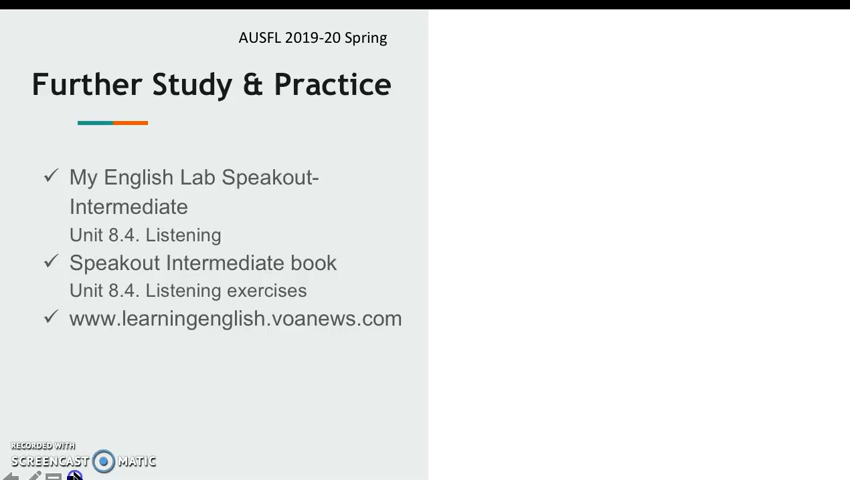 AUSFL 2019-20 Spring
Further Study & Practice
✓ My English Lab Speakout-
Intermediate
Unit 8.4. Listening
✓ Speakout Intermediate book
Unit 8.4. Listening exercises
✓ www.learningenglish.voanews.com
RECORDED WITH
SCREENCAST MATIC